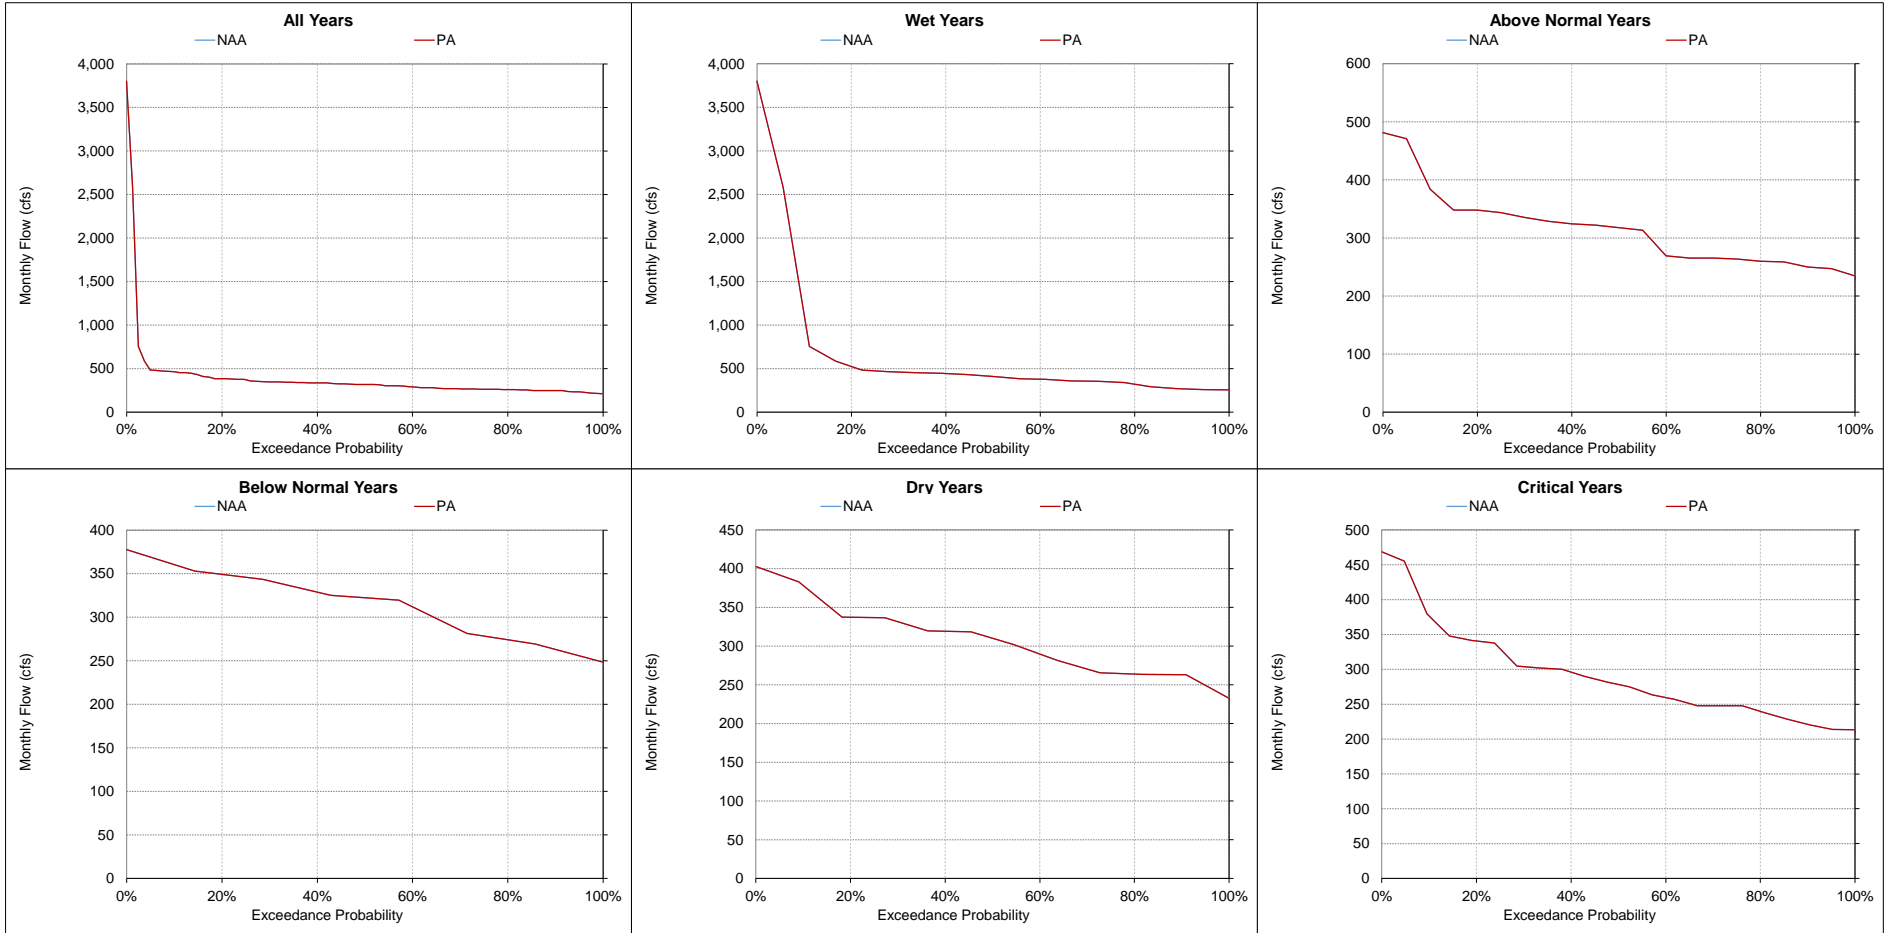 All Years
NAA PA
4,000
3,500
3,000
2,500
2,000
1,500
1,000
500
0
Monthly Flow (cfs)
0% 20% 40% 60% 80% 100%
Exceedance Probability
Wet Years
NAA PA
4,000
3,500
3,000
2,500
2,000
1,500
1,000
500
0
Monthly Flow (cfs)
0% 20% 40% 60% 80% 100%
Exceedance Probability
Above Normal Years
NAA PA
600
500
400
300
200
100
0
Monthly Flow (cfs)
0% 20% 40% 60% 80% 100%
Exceedance Probability
Below Normal Years
NAA PA
400
350
300
250
200
150
100
50
0
Monthly Flow (cfs)
0% 20% 40% 60% 80% 100%
Exceedance Probability
Dry Years
NAA PA
450
400
350
300
250
200
150
100
50
0
Monthly Flow (cfs)
0% 20% 40% 60% 80% 100%
Exceedance Probability
Critical Years
NAA PA
500
450
400
350
300
250
200
150
100
50
0
Monthly Flow (cfs)
0% 20% 40% 60% 80% 100%
Exceedance Probability